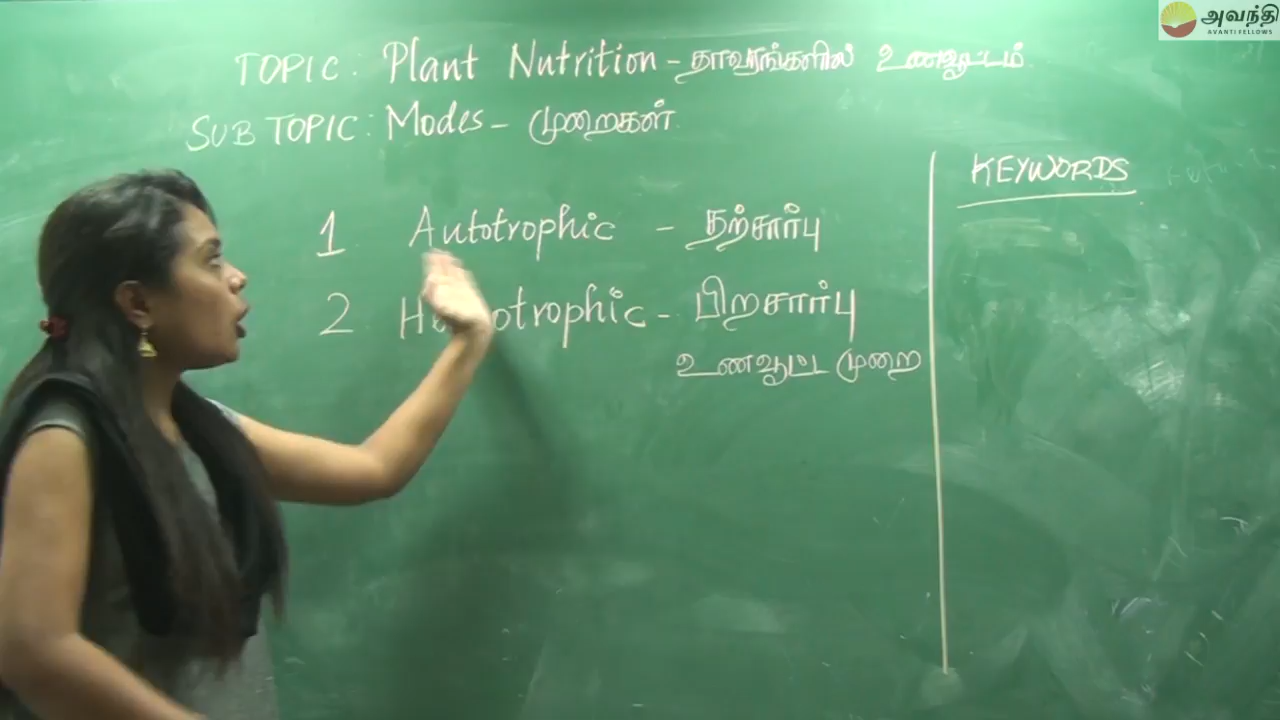 அவந்தி
AVANTI FELLOWS
TOPIC: Plant Nutrition - தாவரங்களில் உணவூட்டம்
SUB TOPIC: Modes - முறைகள்
KEYWORDS
1 Autotrophic - தற்சார்பு
2 - பிறசார்பு
உணவூட்ட முறை